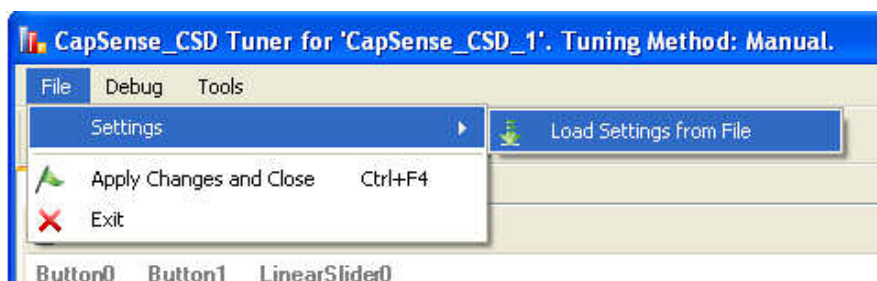 CapSense_CSD Tuner for 'CapSense_CSD_1'. Tuning Method: Manual.
File Debug Tools
Settings Load Settings from File
Apply Changes and Close Ctrl+F4
Exit
Button0 Button1 LinearSlider0